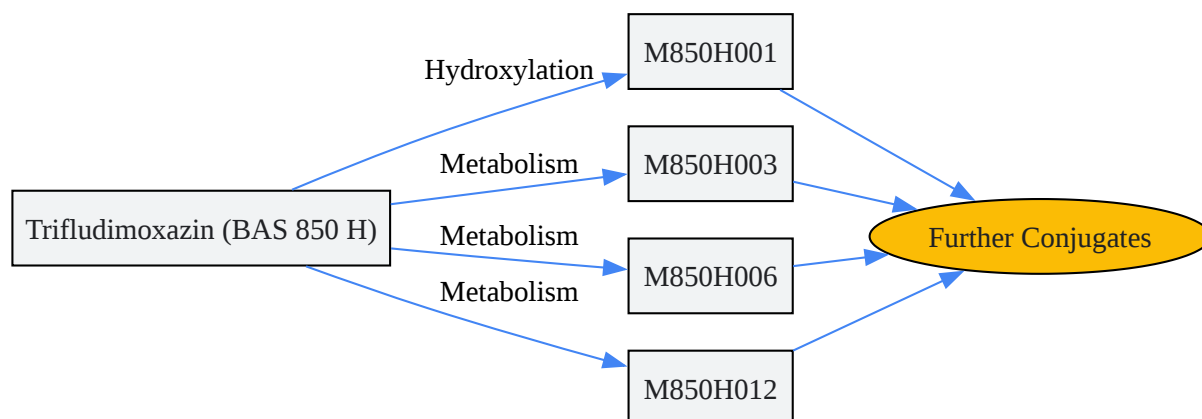 Hydroxylation
M850H001
Metabolism
M850H003
Trifludimoxazin (BAS 850 H)
Metabolism
M850H006
Metabolism
M850H012
Further Conjugates